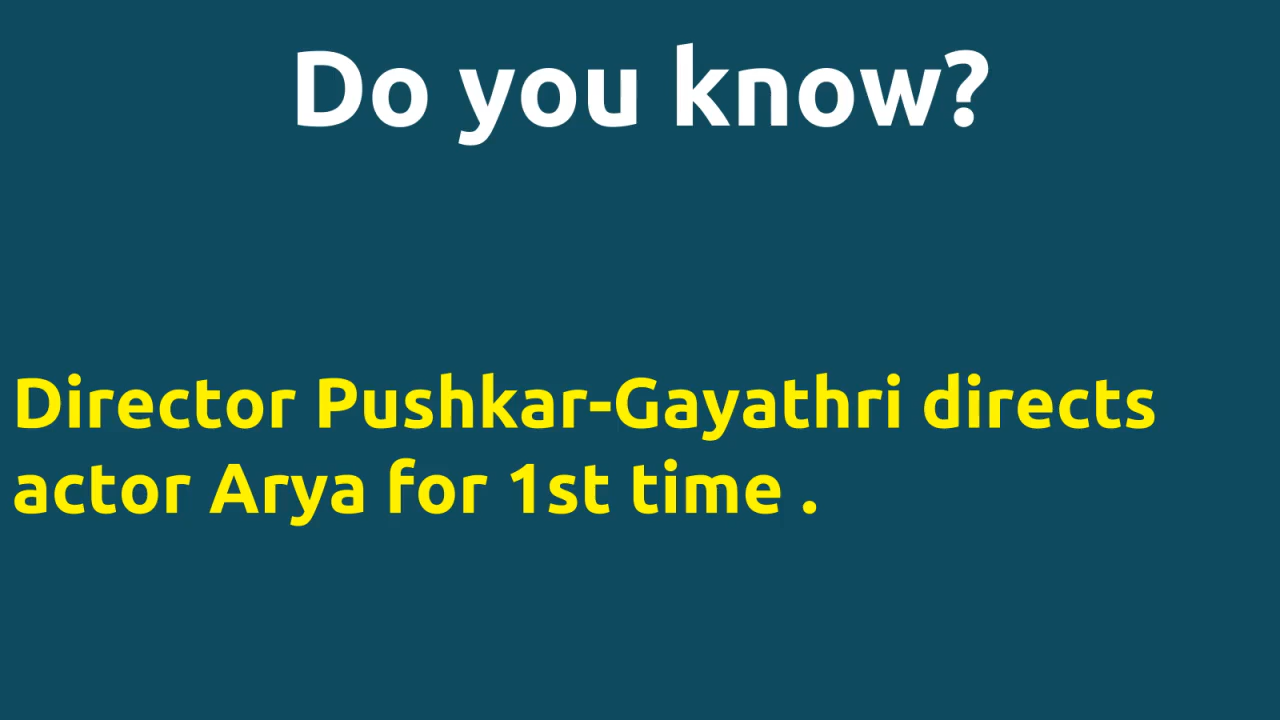 Do you know?
Director Pushkar-Gayathri directs
actor Arya for 1st time .